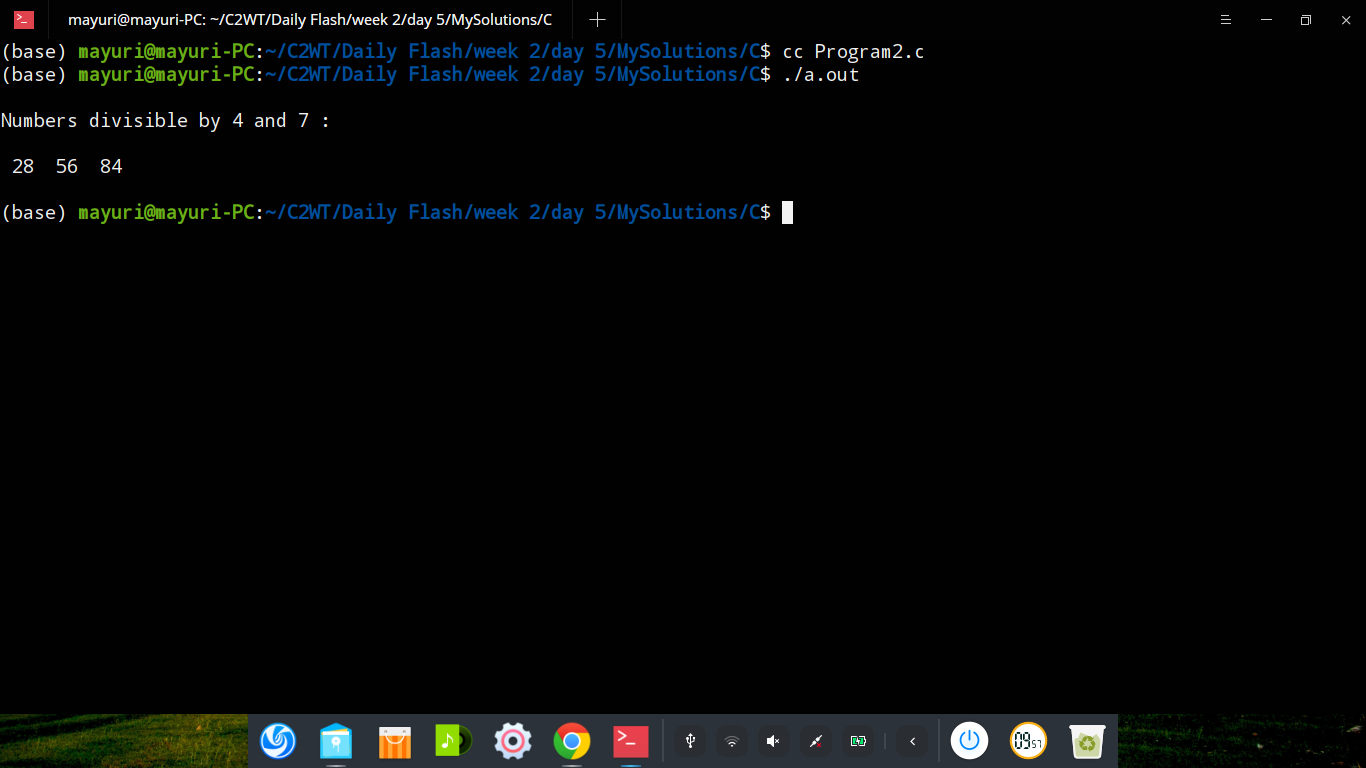 mayuri@mayuri-PC: ~/C2WT/Daily Flash/week 2/day 5/MySolutions/C
(base) mayuri@mayuri-PC:~/C2WT/Daily Flash/week 2/day 5/MySolutions/C$ cc Program2.c
(base) mayuri@mayuri-PC:~/C2WT/Daily Flash/week 2/day 5/MySolutions/C$ ./a.out
Numbers divisible by 4 and 7 :
28 56 84
(base) mayuri@mayuri-PC:~/C2WT/Daily Flash/week 2/day 5/MySolutions/C$
09 57